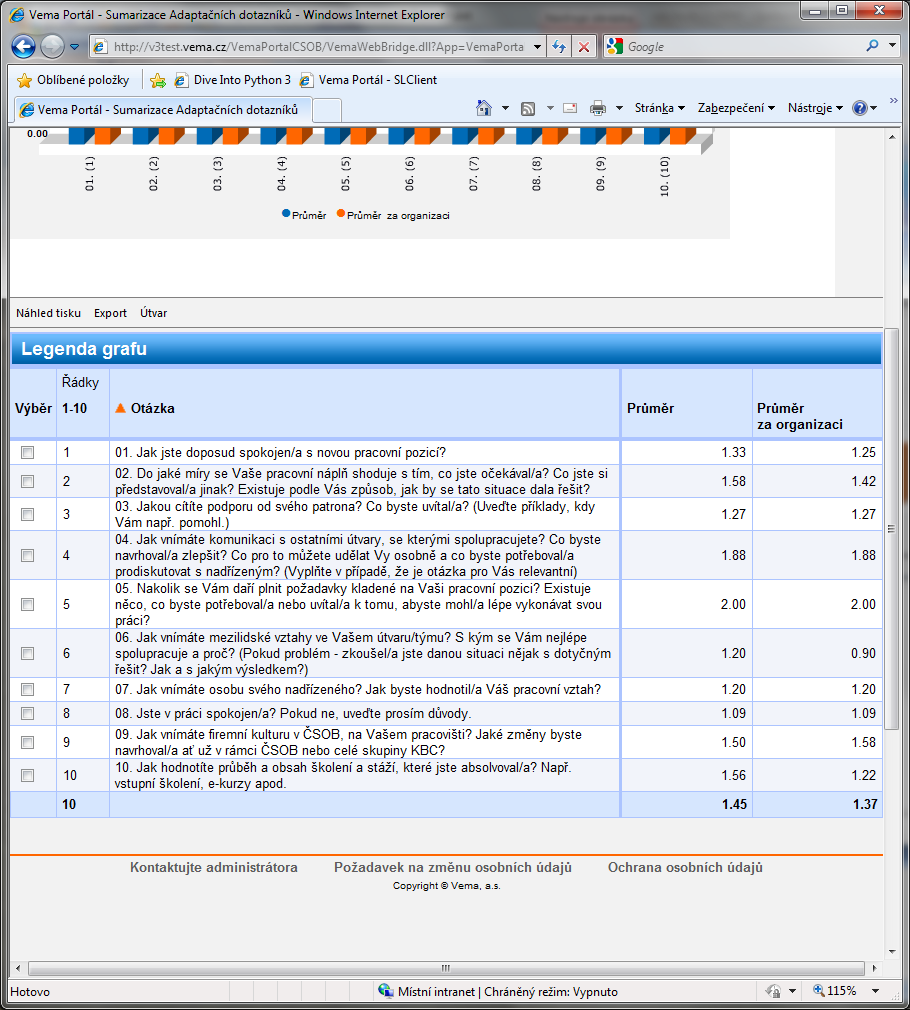 Vema Portál - Sumarizace Adaptačních dotazníků - Windows Internet Explorer
http://v3test.vema.cz/VemaPortalCSOB/VemaWebBridge.dll?App=VemaPorta
Google
Oblíbené položky
Dive Into Python 3
Vema Portál - SLClient
Vema Portál - Sumarizace Adaptačních dotazníků
Stránka
Zabezpečení
Nástroje
0.00
01. (1)
02. (2)
03. (3)
04. (4)
05. (5)
06. (6)
07. (7)
08. (8)
09. (9)
10. (10)
Průměr
Průměr za organizaci
Náhled tisku Export Útvar
Legenda grafu
Řádky
Výběr 1-10 Otázka Průměr Průměr
za organizaci
1 01. Jak jste doposud spokojen/a s novou pracovní pozicí? 1.33 1.25
02. Do jaké míry se Vaše pracovní náplň shoduje s tím, co jste očekával/a? Co jste si
2 představoval/a jinak? Existuje podle Vás způsob, jak by se tato situace dala řešit? 1.58 1.42
03. Jakou cítíte podporu od svého patrona? Co byste uvítal/a? (Uveďte příklady, kdy
3 Vám např. pomohl.) 1.27 1.27
04. Jak vnímáte komunikaci s ostatními útvary, se kterými spolupracujete? Co byste
4 navrhoval/a zlepšit? Co pro to můžete udělat Vy osobně a co byste potřeboval/a 1.88 1.88
prodiskutovat s nadřízeným? (Vyplňte v případě, že je otázka pro Vás relevantní)
05. Nakolik se Vám daří plnit požadavky kladené na Vaši pracovní pozici? Existuje
5 něco, co byste potřeboval/a nebo uvítal/a k tomu, abyste mohl/a lépe vykonávat svou 2.00 2.00
práci?
06. Jak vnímáte mezilidské vztahy ve Vašem útvaru/týmu? S kým se Vám nejlépe
6 spolupracuje a proč? (Pokud problém - zkoušel/a jste danou situaci nějak s dotyčným 1.20 0.90
řešit? Jak a s jakým výsledkem?)
7 07. Jak vnímáte osobu svého nadřízeného? Jak byste hodnotil/a Váš pracovní vztah? 1.20 1.20
8 08. Jste v práci spokojen/a? Pokud ne, uveďte prosím důvody. 1.09 1.09
09. Jak vnímáte firemní kulturu v ČSOB, na Vašem pracovišti? Jaké změny byste
9 navrhoval/a ať už v rámci ČSOB nebo celé skupiny KBC? 1.50 1.58
10. Jak hodnotíte průběh a obsah školení a stáží, které jste absolvoval/a? Např.
10 vstupní školení, e-kurzy apod. 1.56 1.22
10 1.45 1.37
Kontaktujte administrátora Požadavek na změnu osobních údajů Ochrana osobních údajů
Copyright © Vema, a.s.
Hotovo
Místní intranet | Chráněný režim: Vypnuto
115%